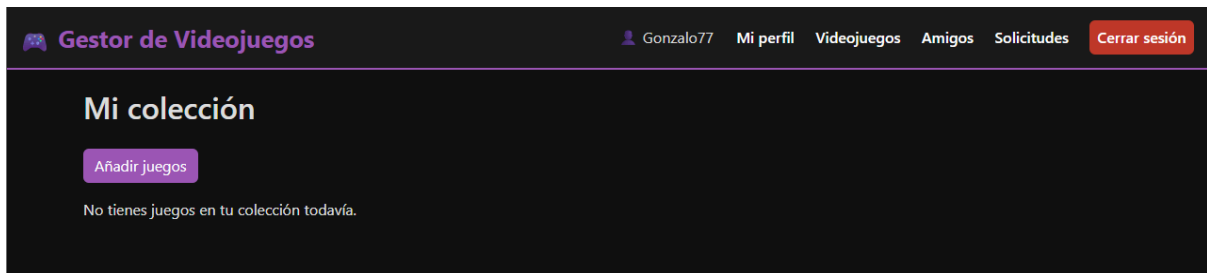 Gestor de Videojuegos Gonzalo77 Mi perfil Videojuegos Amigos Solicitudes Cerrar sesión
Mi colección
Añadir juegos
No tienes juegos en tu colección todavía.